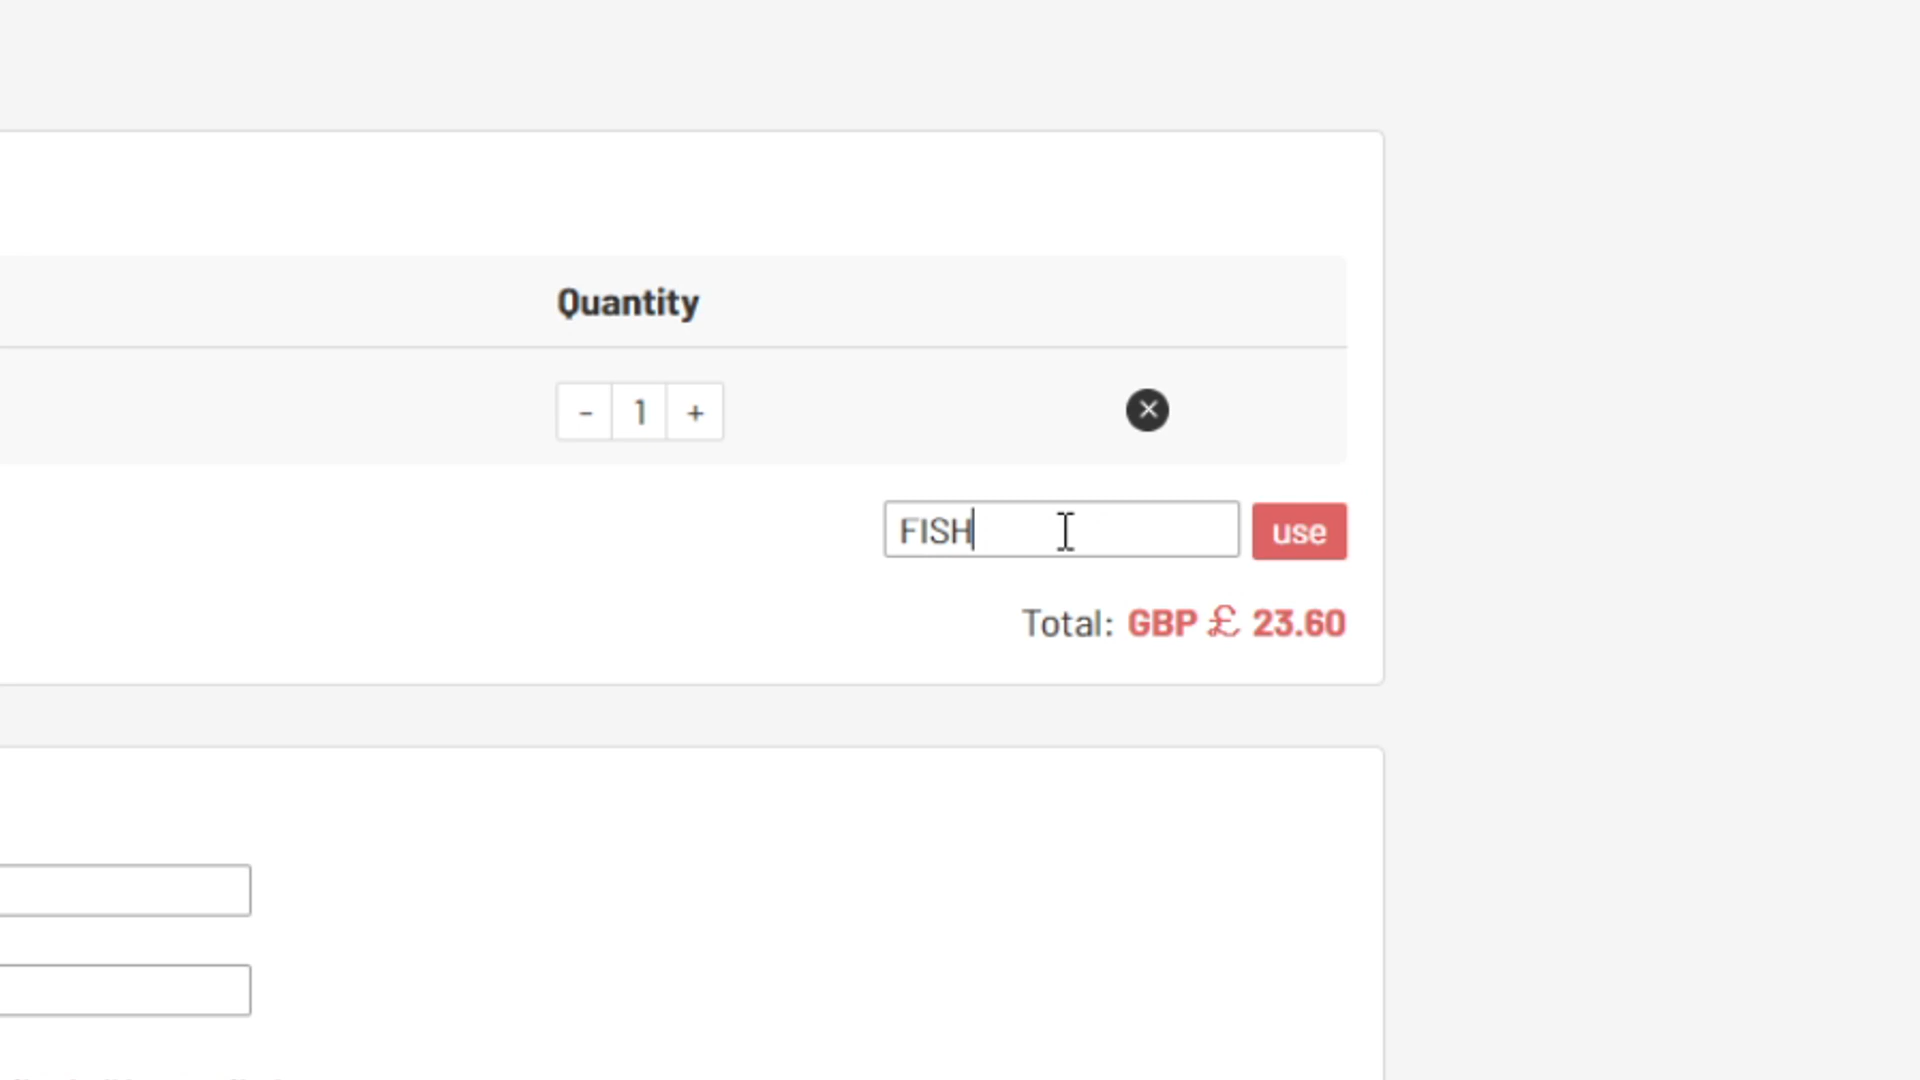 Quantity
- 1 +
FISH use
Total: GBP £ 23.60